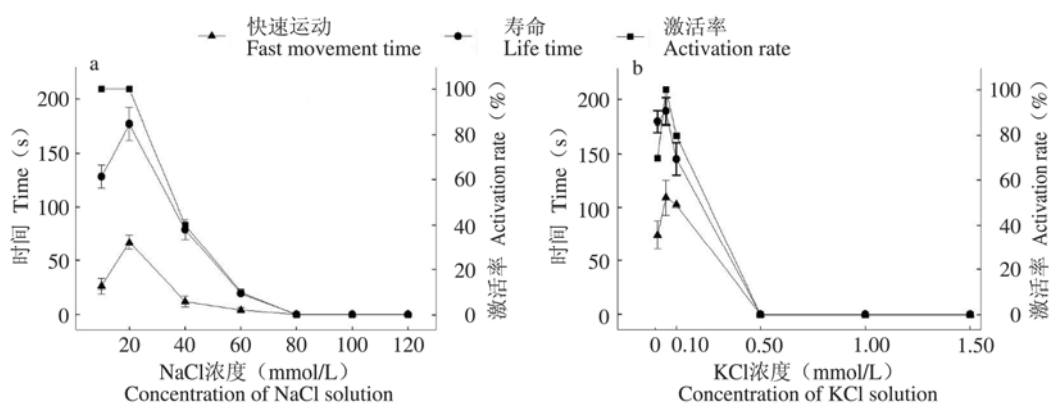 快速运动
Fast movement time
寿命
Life time
激活率
Activation rate
a
200
150
100
50
0
时间 Time（s）
100
80
60
40
20
0
激活率 Activation rate（%）
20 40 60 80 100 120
NaCl浓度（mmol/L）
Concentration of NaCl solution
b
200
150
100
50
0
时间 Time（s）
100
80
60
40
20
0
激活率 Activation rate（%）
0 0.10 0.50 1.00 1.50
KCl浓度（mmol/L）
Concentration of KCl solution